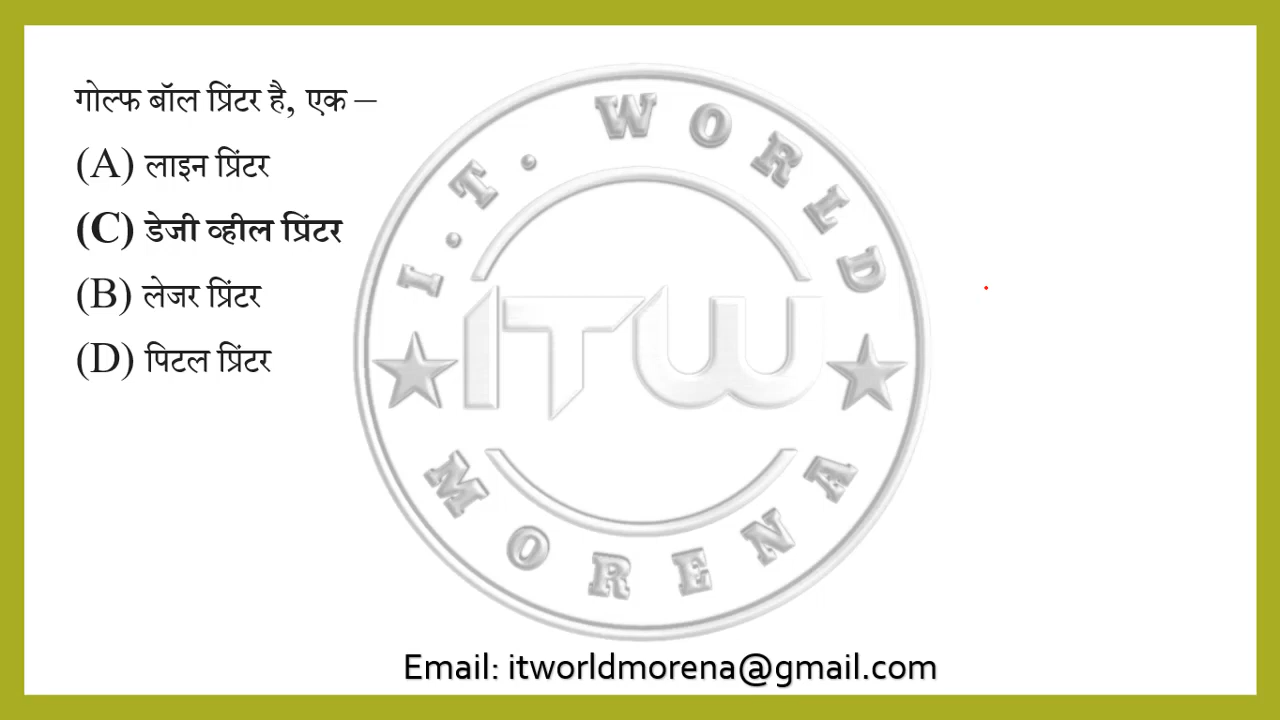 गोल्फ बॉल प्रिंटर है, एक –
(A) लाइन प्रिंटर
(C) डेजी व्हील प्रिंटर
(B) लेजर प्रिंटर
(D) पिटल प्रिंटर
I.T. WORLD
ITW
MORENA
Email: itworldmorena@gmail.com